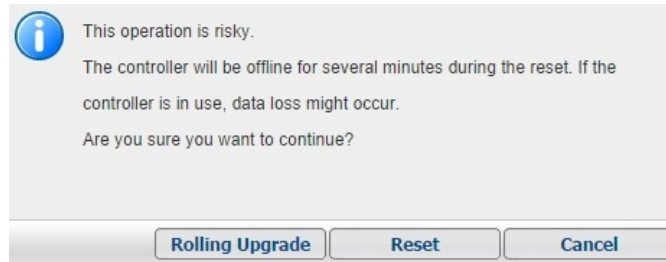 This operation is risky.
The controller will be offline for several minutes during the reset. If the
controller is in use, data loss might occur.
Are you sure you want to continue?
Rolling Upgrade Reset Cancel